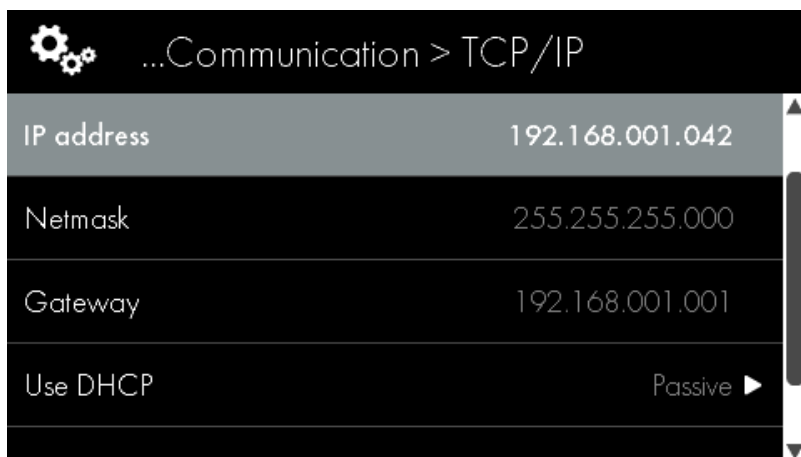 ...Communication > TCP/IP
IP address 192.168.001.042
Netmask 255.255.255.000
Gateway 192.168.001.001
Use DHCP Passive